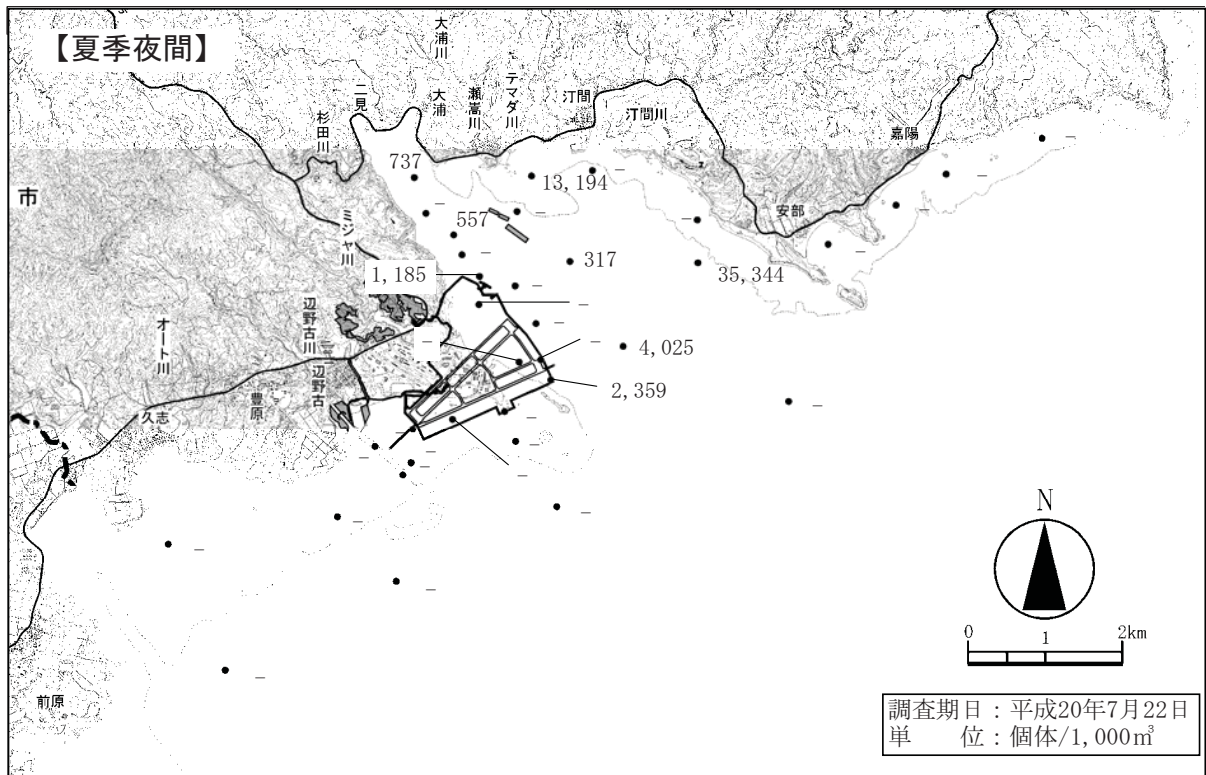 【夏季夜間】
大浦川
二見
大浦
瀬嵩川
テマダ川
汀間
汀間川
杉田川
嘉陽
737
13,194
—
—
—
市
—
—
557
—
安部
—
—
ミジャ川
—
317
35,344
1,185
—
—
辺野古川
オート川
—
—
—
4,025
辺野古
豊原
2,359
久志
—
—
—
—
—
—
—
N
—
—
—
—
0 1 2km
—
前原
調査期日：平成20年7月22日
単　　位：個体/1,000㎥